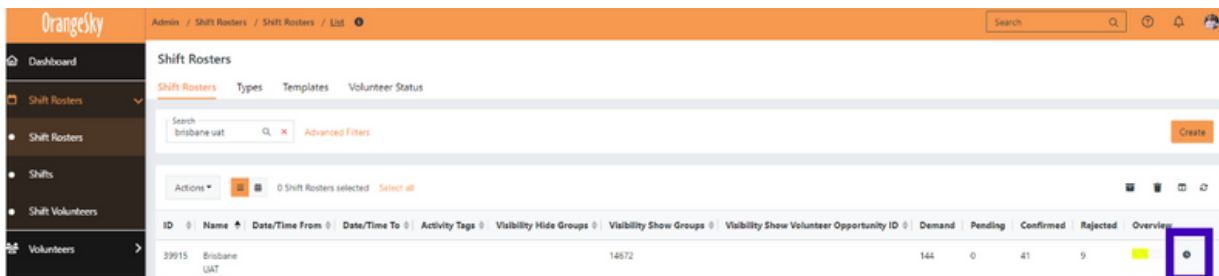 OrangeSky
Admin / Shift Rosters / Shift Rosters / List
Search
Dashboard
Shift Rosters
Shift Rosters
Shift Rosters Types Templates Volunteer Status
Search
brisbane uat
Advanced Filters
Create
Shift Rosters
Shifts
Actions 0 Shift Rosters selected Select all
Shift Volunteers
ID Name Date/Time From Date/Time To Activity Tags Visibility Hide Groups Visibility Show Groups Visibility Show Volunteer Opportunity ID Demand Pending Confirmed Rejected Overview
Volunteers
39915 Brisbane 14672 144 0 41 9
UAT